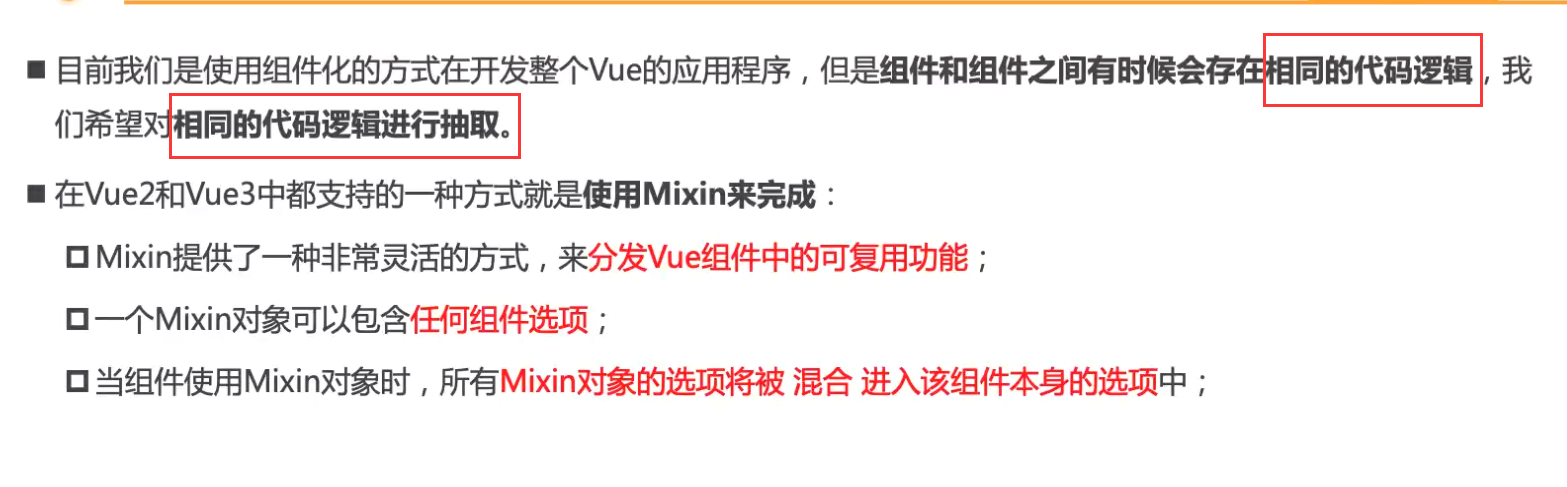 目前我们是使用组件化的方式在开发整个Vue的应用程序，但是组件和组件之间有时候会存在相同的代码逻辑，我
们希望对相同的代码逻辑进行抽取。
在Vue2和Vue3中都支持的一种方式就是使用Mixin来完成：
Mixin提供了一种非常灵活的方式，来分发Vue组件中的可复用功能；
一个Mixin对象可以包含任何组件选项；
当组件使用Mixin对象时，所有Mixin对象的选项将被 混合 进入该组件本身的选项中；